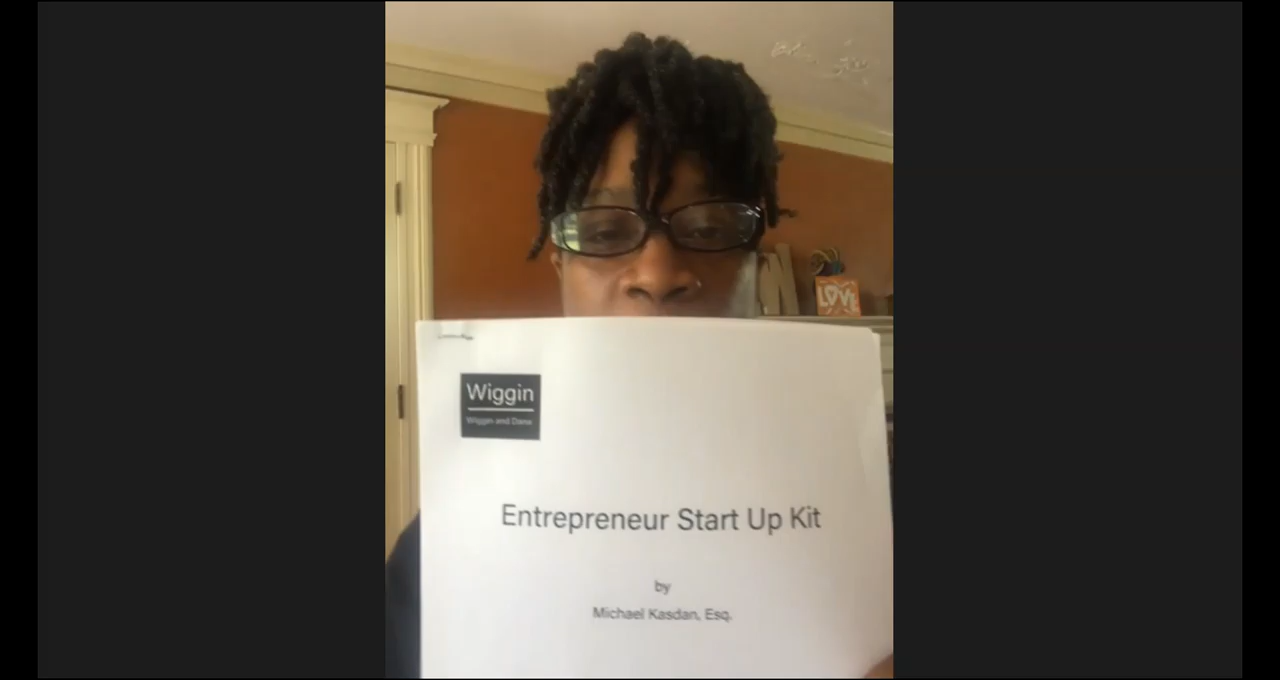 LOVE
Wiggin
Wiggin and Dana
Entrepreneur Start Up Kit
by
Michael Kasdan, Esq.